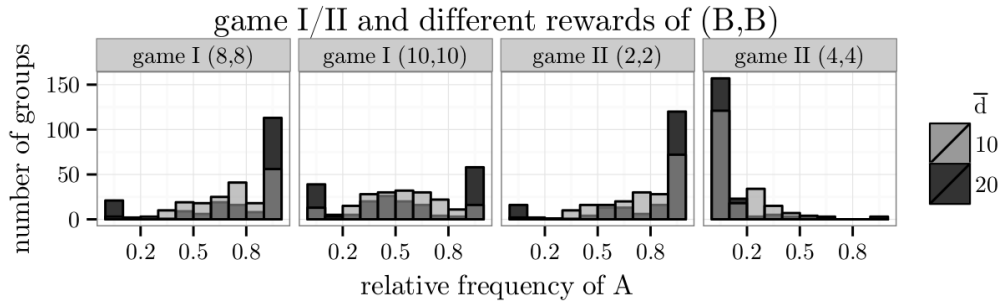 game I/II and different rewards of (B,B)
game I (8,8)
game I (10,10)
game II (2,2)
game II (4,4)
number of groups
150
100
50
0
0.2 0.5 0.8
0.2 0.5 0.8
0.2 0.5 0.8
0.2 0.5 0.8
relative frequency of A
d̅
10
20